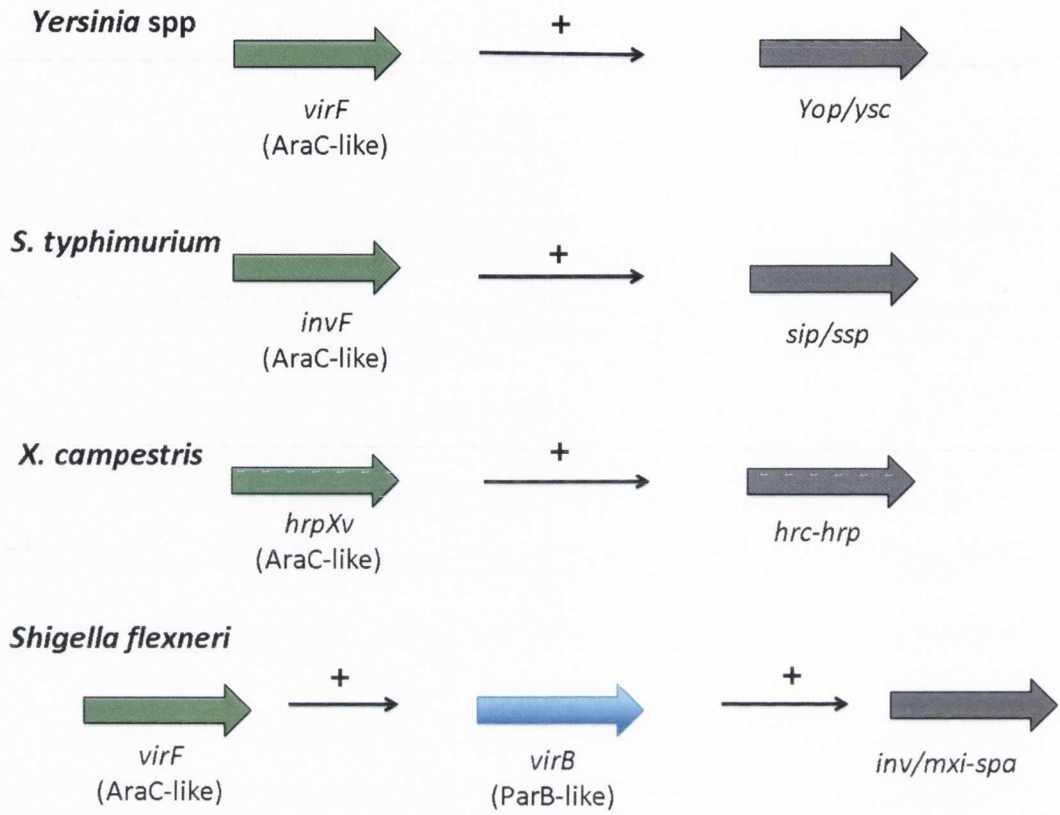 Yersinia spp
+
virF
(AraC-like)
Yop/ysc
S. typhimurium
+
invF
(AraC-like)
sip/ssp
X. campestris
+
hrpXv
(AraC-like)
hrc-hrp
Shigella flexneri
+
+
virF
(AraC-like)
virB
(ParB-like)
inv/mxi-spa